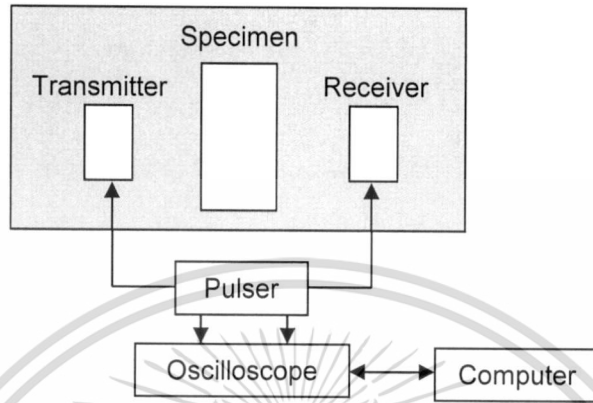 Specimen
Transmitter
Receiver
Pulser
Oscilloscope
Computer